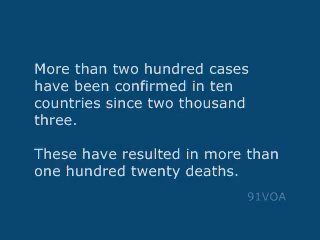 More than two hundred cases
have been confirmed in ten
countries since two thousand
three.
These have resulted in more than
one hundred twenty deaths.
91VOA